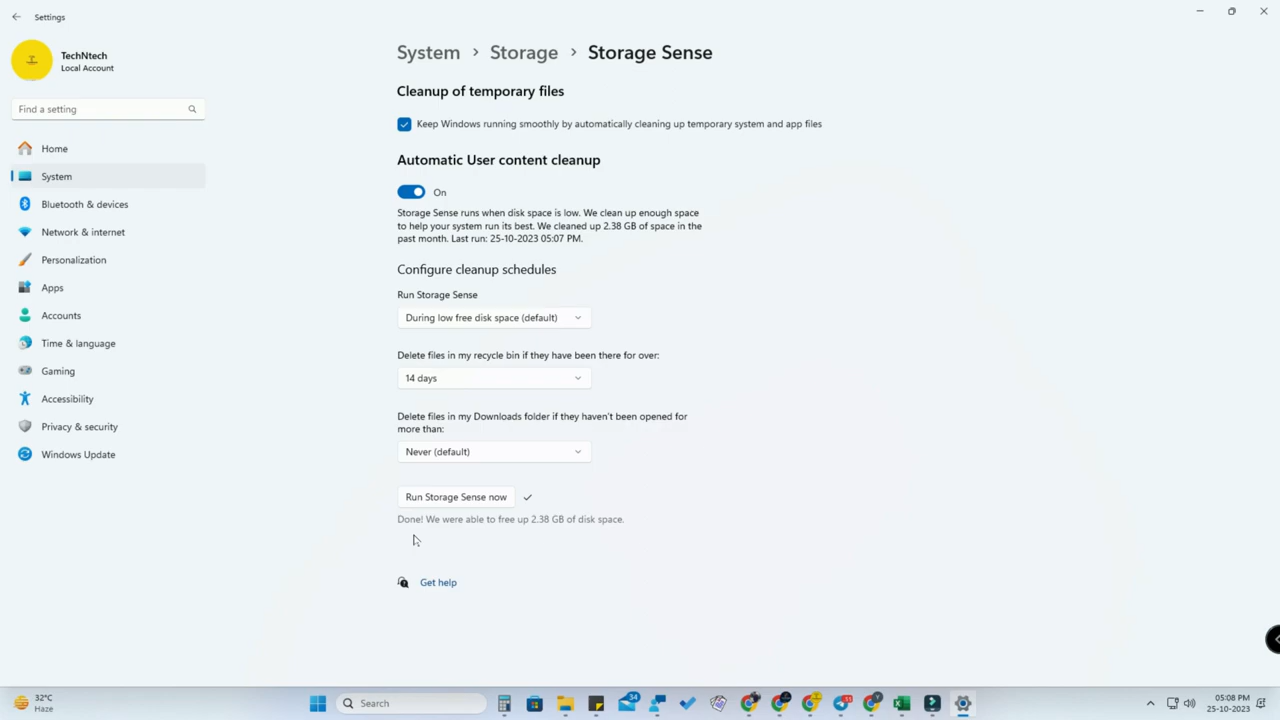 Settings
TechNtech
Local Account
Find a setting
Home
System
Bluetooth & devices
Network & internet
Personalization
Apps
Accounts
Time & language
Gaming
Accessibility
Privacy & security
Windows Update
System > Storage > Storage Sense
Cleanup of temporary files
Keep Windows running smoothly by automatically cleaning up temporary system and app files
Automatic User content cleanup
On
Storage Sense runs when disk space is low. We clean up enough space
to help your system run its best. We cleaned up 2.38 GB of space in the
past month. Last run: 25-10-2023 05:07 PM.
Configure cleanup schedules
Run Storage Sense
During low free disk space (default)
Delete files in my recycle bin if they have been there for over:
14 days
Delete files in my Downloads folder if they haven't been opened for
more than:
Never (default)
Run Storage Sense now
Done! We were able to free up 2.38 GB of disk space.
Get help
32°C
Haze
Search
34
05:08 PM
25-10-2023